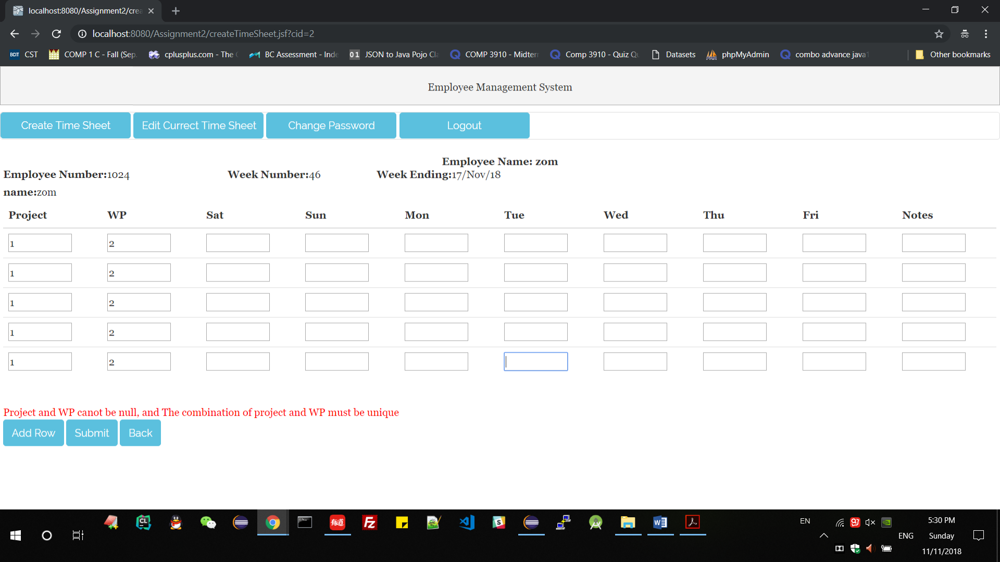 localhost:8080/Assignment2/crea
localhost:8080/Assignment2/createTimeSheet.jsf?cid=2
BCIT CST COMP 1 C - Fall (Sep. cplusplus.com - The C BC Assessment - Inde 01 JSON to Java Pojo Cla COMP 3910 - Midterm Comp 3910 - Quiz Qu Datasets phpMyAdmin combo advance java1 Other bookmarks
Employee Management System
Create Time Sheet Edit Currect Time Sheet Change Password Logout
Employee Name: zom
Employee Number:1024 Week Number:46 Week Ending:17/Nov/18
name:zom
Project WP Sat Sun Mon Tue Wed Thu Fri Notes
1 2
1 2
1 2
1 2
1 2
Project and WP canot be null, and The combination of project and WP must be unique
Add Row Submit Back
EN
ENG
5:30 PM
Sunday
11/11/2018